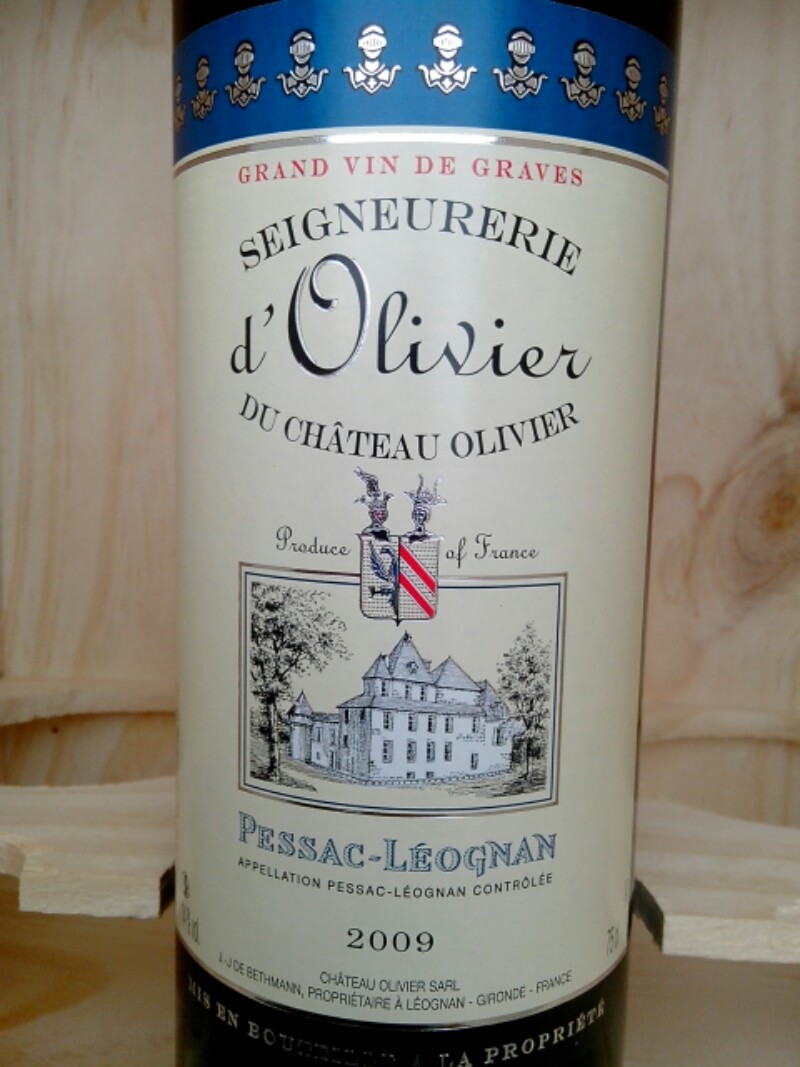 GRAND VIN DE GRAVES
SEIGNEURERIE
d'Olivier
DU CHÂTEAU OLIVIER
Produce of France
PESSAC-LÉOGNAN
APPELLATION PESSAC-LÉOGNAN CONTRÔLÉE
2009
CHÂTEAU OLIVIER SARL
J.-J DE BETHMANN, PROPRIÉTAIRE À LÉOGNAN - GIRONDE - FRANCE
MIS EN BOUTEILLE A LA PROPRIÉTÉ